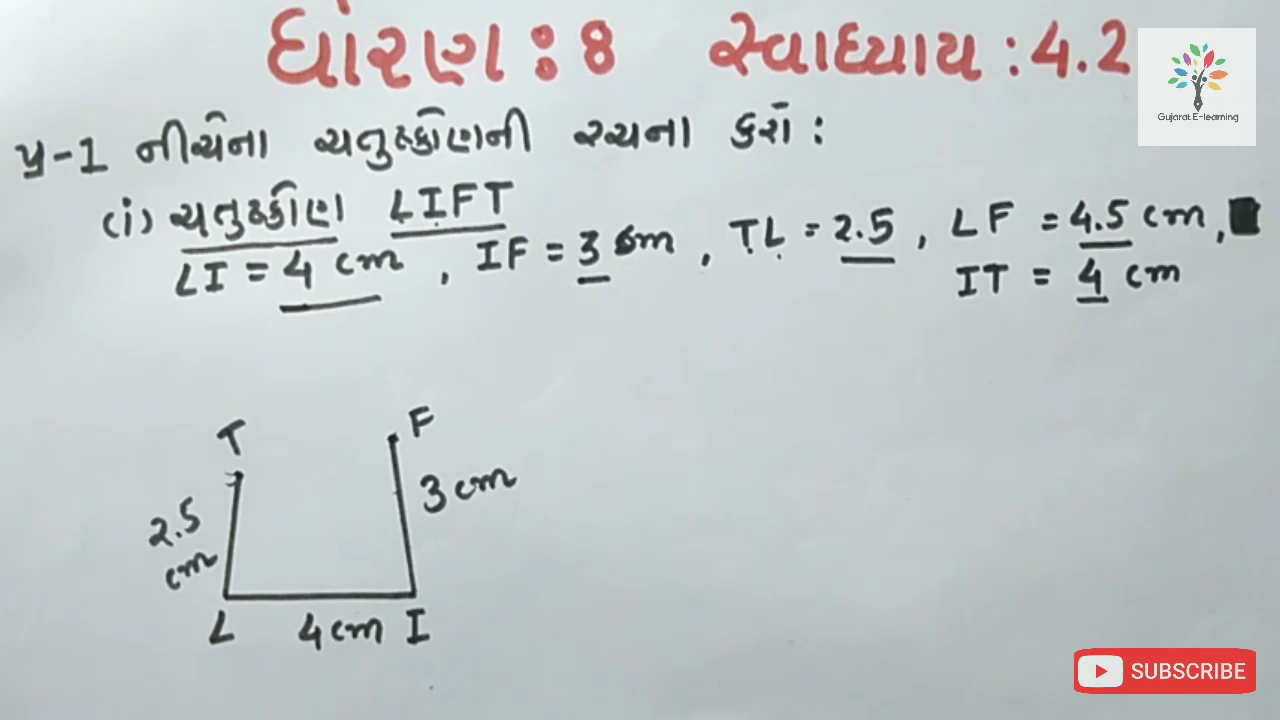 ધોરણ : 8 સ્વાધ્યાય : 4.2
Gujarat E-learning
પ્ર-1 નીચેના ચતુષ્કોણની રચના કરો :
(i) ચતુષ્કોણ LIFT
LI = 4 cm , IF = 3 cm , TL = 2.5 , LF = 4.5 cm ,
IT = 4 cm
T F
2.5 cm
3 cm
L 4 cm I
SUBSCRIBE